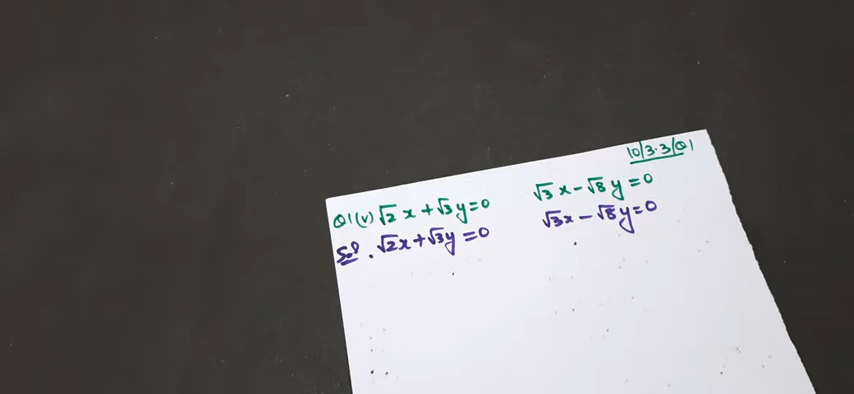 10/3.3/Q1
Q1(v) √2 x + √3 y = 0 √3 x - √8 y = 0
Sol. √2x + √3y = 0 √3x - √8y = 0